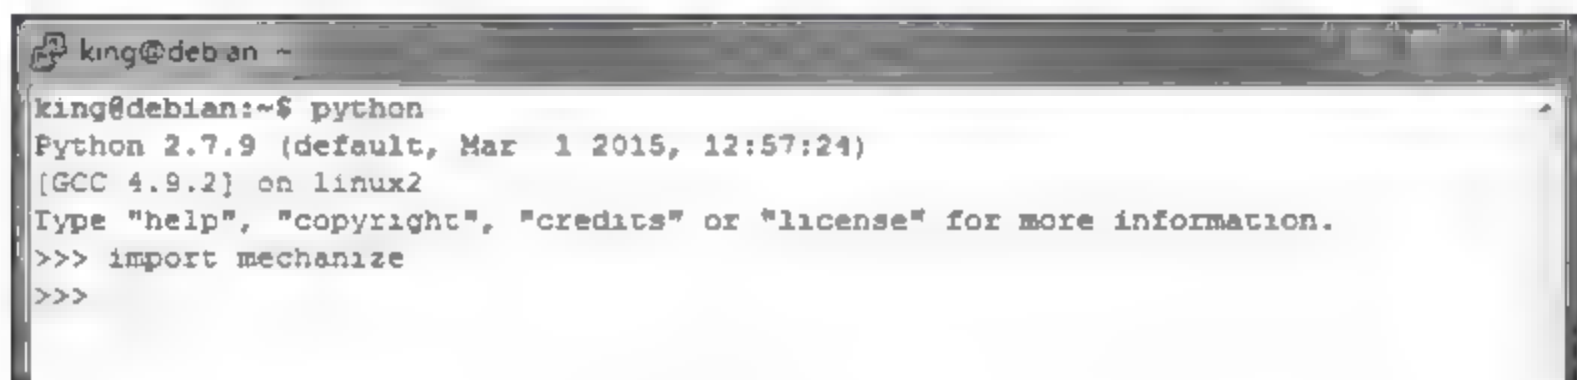 king@debian ~
king@debian:~$ python
Python 2.7.9 (default, Mar  1 2015, 12:57:24)
[GCC 4.9.2] on linux2
Type "help", "copyright", "credits" or "license" for more information.
>>> import mechanize
>>>